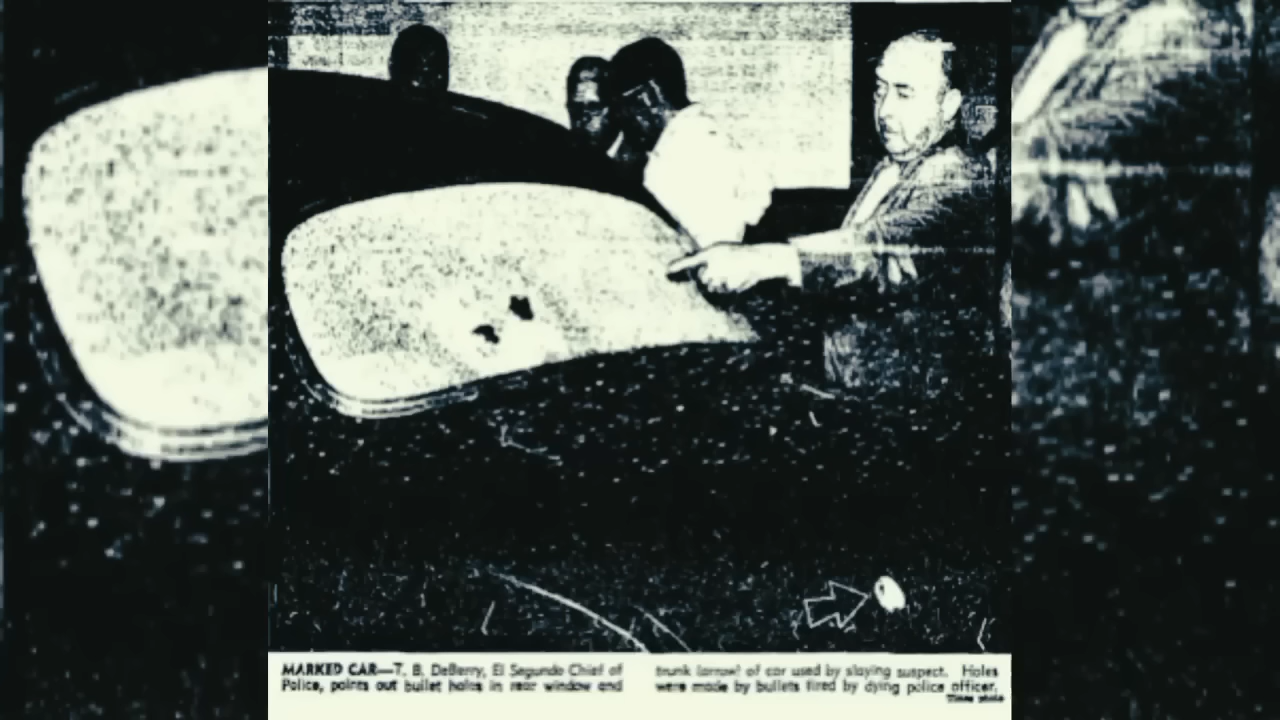 MARKED CAR—T. B. DeBerry, El Segundo Chief of
Police, points out bullet holes in rear window and
trunk (arrow) of car used by slaying suspect. Holes
were made by bullets fired by dying police officer.
Times photo